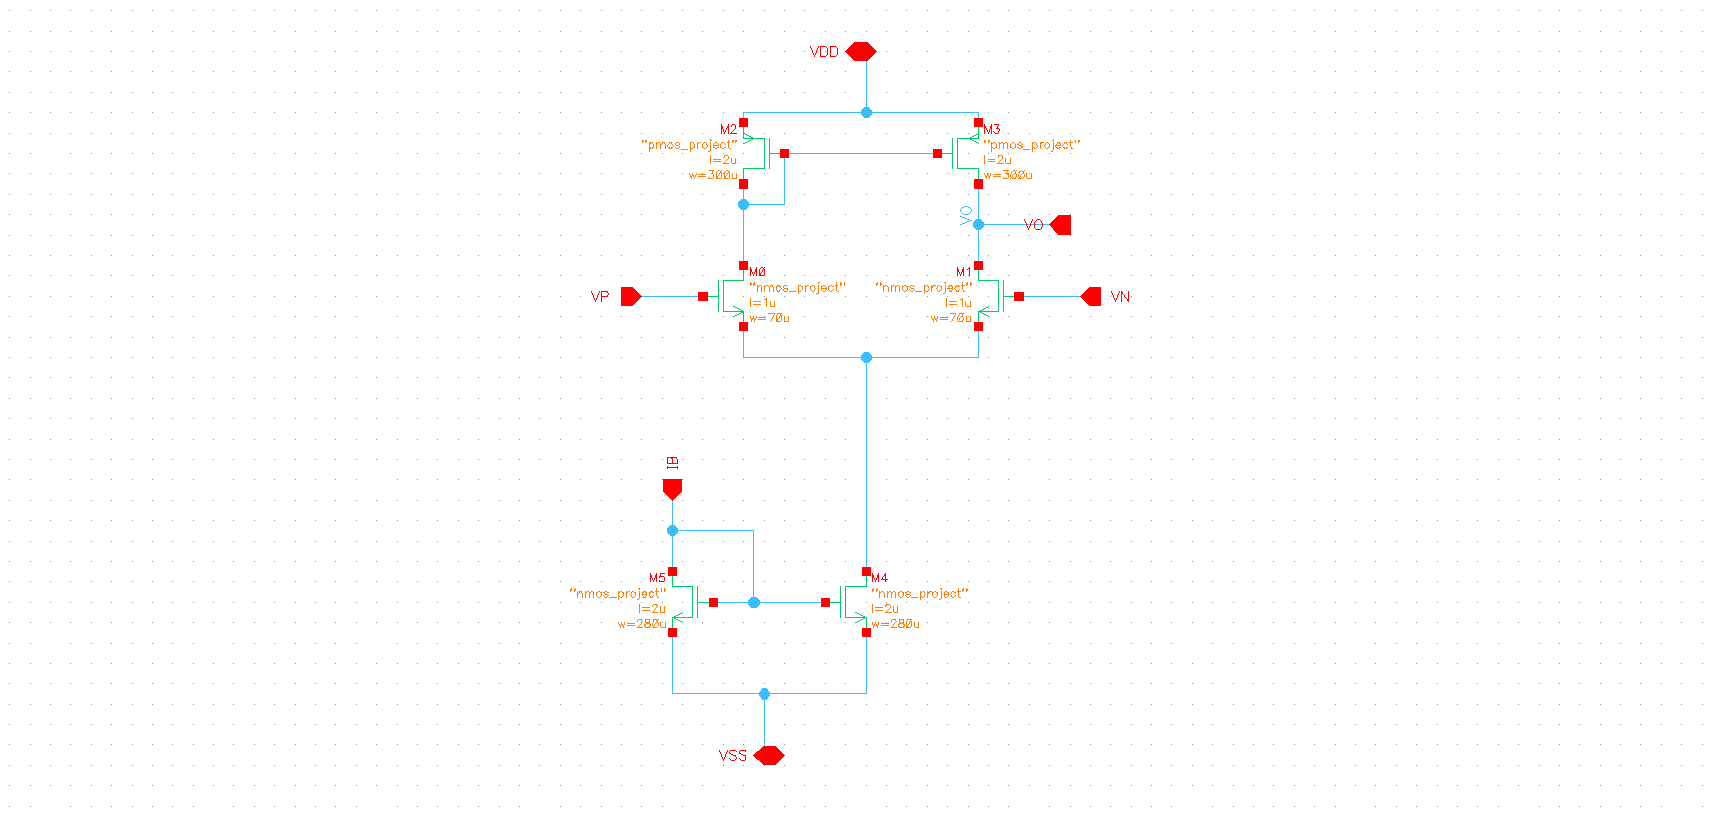 VDD
M2
"pmos_project"
l=2u
w=300u
M3
"pmos_project"
l=2u
w=300u
VO
VO
VP
M0
"nmos_project"
l=1u
w=70u
M1
"nmos_project"
l=1u
w=70u
VN
IB
M5
"nmos_project"
l=2u
w=280u
M4
"nmos_project"
l=2u
w=280u
VSS